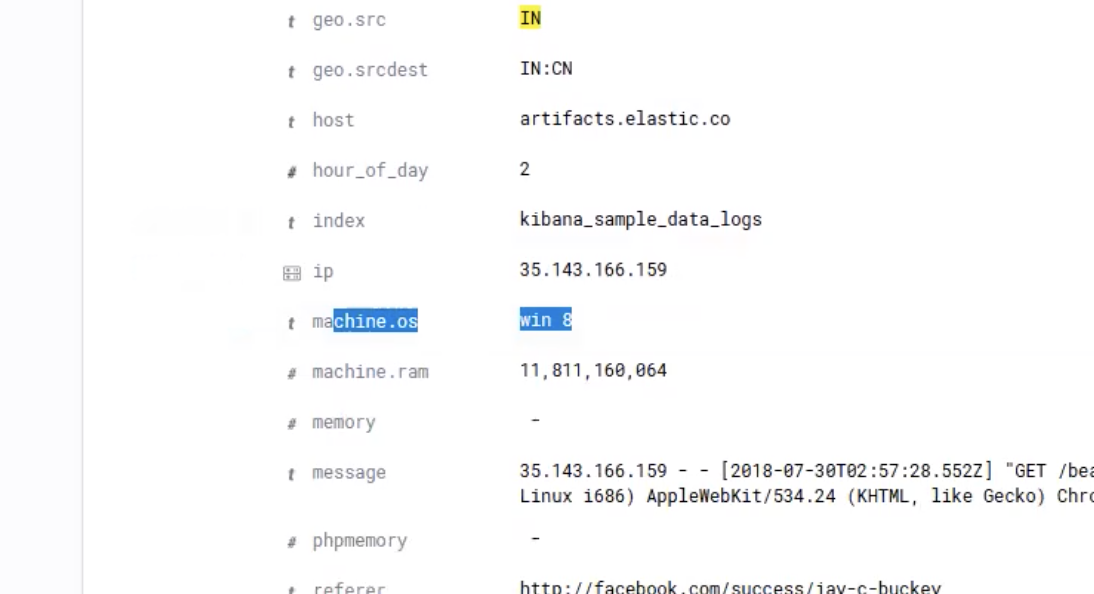 t geo.src IN
t geo.srcdest IN:CN
t host artifacts.elastic.co
# hour_of_day 2
t index kibana_sample_data_logs
ip 35.143.166.159
t machine.os win 8
# machine.ram 11,811,160,064
# memory -
t message 35.143.166.159 - - [2018-07-30T02:57:28.552Z] "GET /bea
Linux i686) AppleWebKit/534.24 (KHTML, like Gecko) Chro
# phpmemory -
t referer http://facebook.com/success/jay-c-buckey